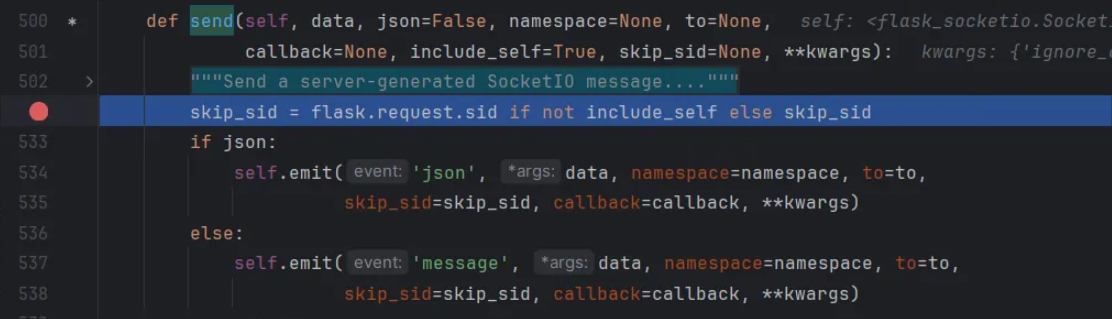 500 * def send(self, data, json=False, namespace=None, to=None, self: <flask_socketio.Socket
501 callback=None, include_self=True, skip_sid=None, **kwargs): kwargs: {'ignore_
502 > """Send a server-generated SocketIO message...."""
skip_sid = flask.request.sid if not include_self else skip_sid
533 if json:
534 self.emit( event: 'json', *args: data, namespace=namespace, to=to,
535 skip_sid=skip_sid, callback=callback, **kwargs)
536 else:
537 self.emit( event: 'message', *args: data, namespace=namespace, to=to,
538 skip_sid=skip_sid, callback=callback, **kwargs)